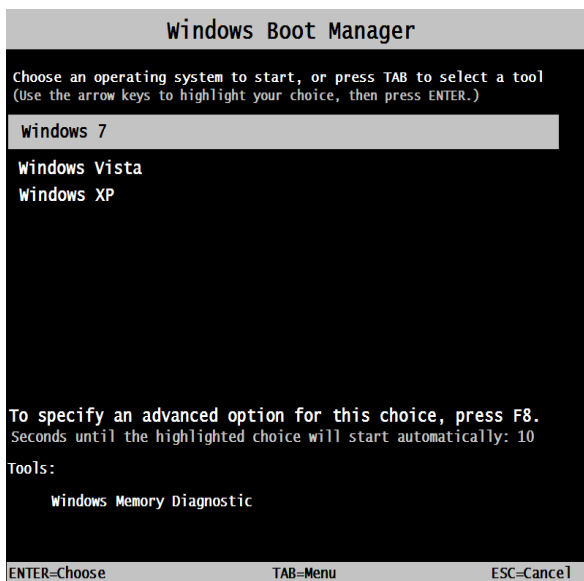 Windows Boot Manager
Choose an operating system to start, or press TAB to select a tool
(Use the arrow keys to highlight your choice, then press ENTER.)
Windows 7
Windows Vista
Windows XP
To specify an advanced option for this choice, press F8.
Seconds until the highlighted choice will start automatically: 10
Tools:
Windows Memory Diagnostic
ENTER=Choose TAB=Menu ESC=Cancel